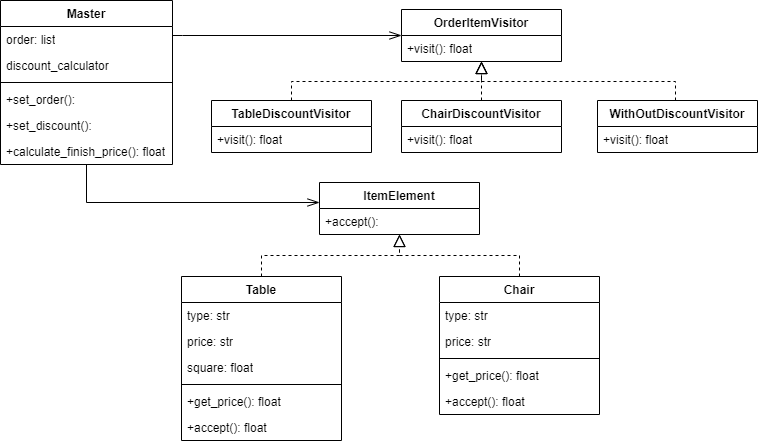 Master
order: list
discount_calculator
+set_order():
+set_discount():
+calculate_finish_price(): float
OrderItemVisitor
+visit(): float
TableDiscountVisitor
+visit(): float
ChairDiscountVisitor
+visit(): float
WithOutDiscountVisitor
+visit(): float
ItemElement
+accept():
Table
type: str
price: str
square: float
+get_price(): float
+accept(): float
Chair
type: str
price: str
+get_price(): float
+accept(): float